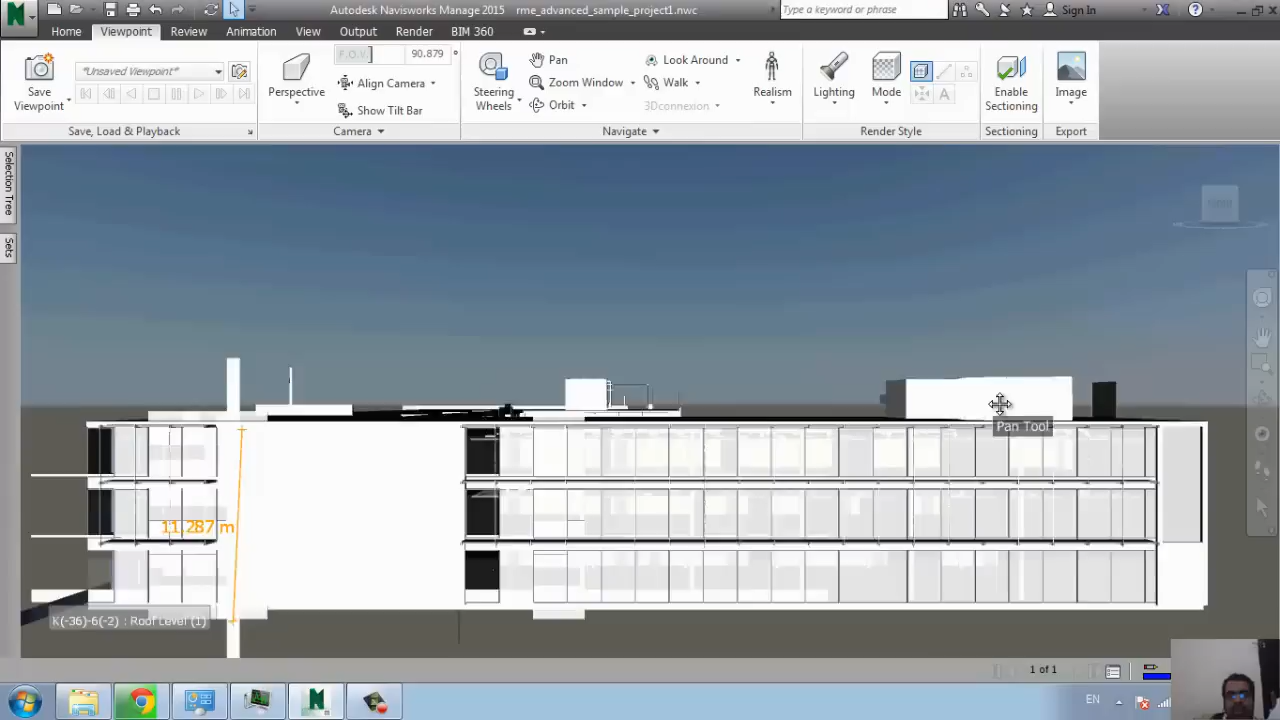 Autodesk Navisworks Manage 2015 rme_advanced_sample_project1.nwc
Type a keyword or phrase
Sign In
Home Viewpoint Review Animation View Output Render BIM 360
Save Viewpoint
*Unsaved Viewpoint*
Save, Load & Playback
Perspective
F.O.V.
90.879 °
Align Camera
Show Tilt Bar
Camera
Steering Wheels
Pan
Zoom Window
Orbit
Look Around
Walk
3Dconnexion
Realism
Navigate
Lighting
Mode
Render Style
Enable Sectioning
Sectioning
Image
Export
Selection Tree
Sets
Pan Tool
11.287 m
K(-36)-6(-2) : Roof Level (1)
1 of 1
EN